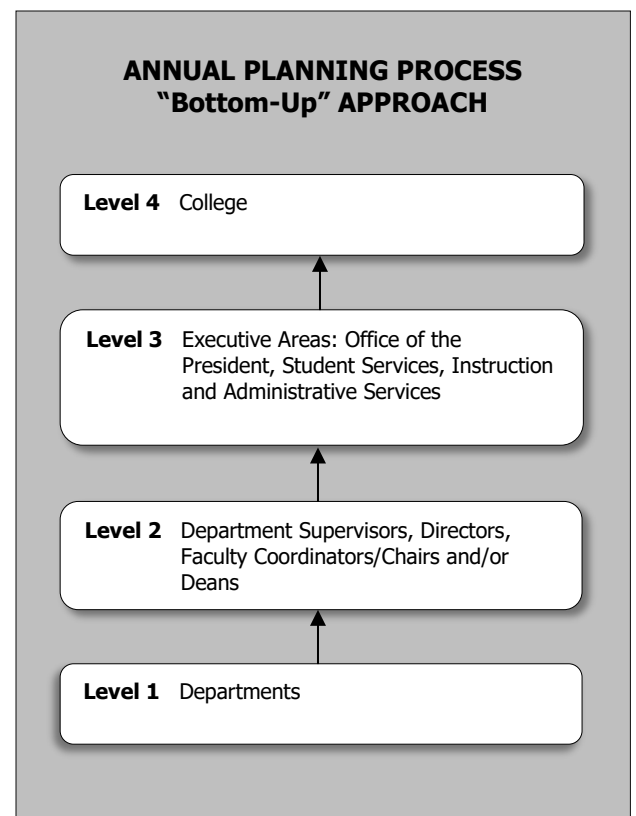 ANNUAL PLANNING PROCESS
“Bottom-Up” APPROACH
Level 4 College
Level 3 Executive Areas: Office of the
President, Student Services, Instruction
and Administrative Services
Level 2 Department Supervisors, Directors,
Faculty Coordinators/Chairs and/or
Deans
Level 1 Departments